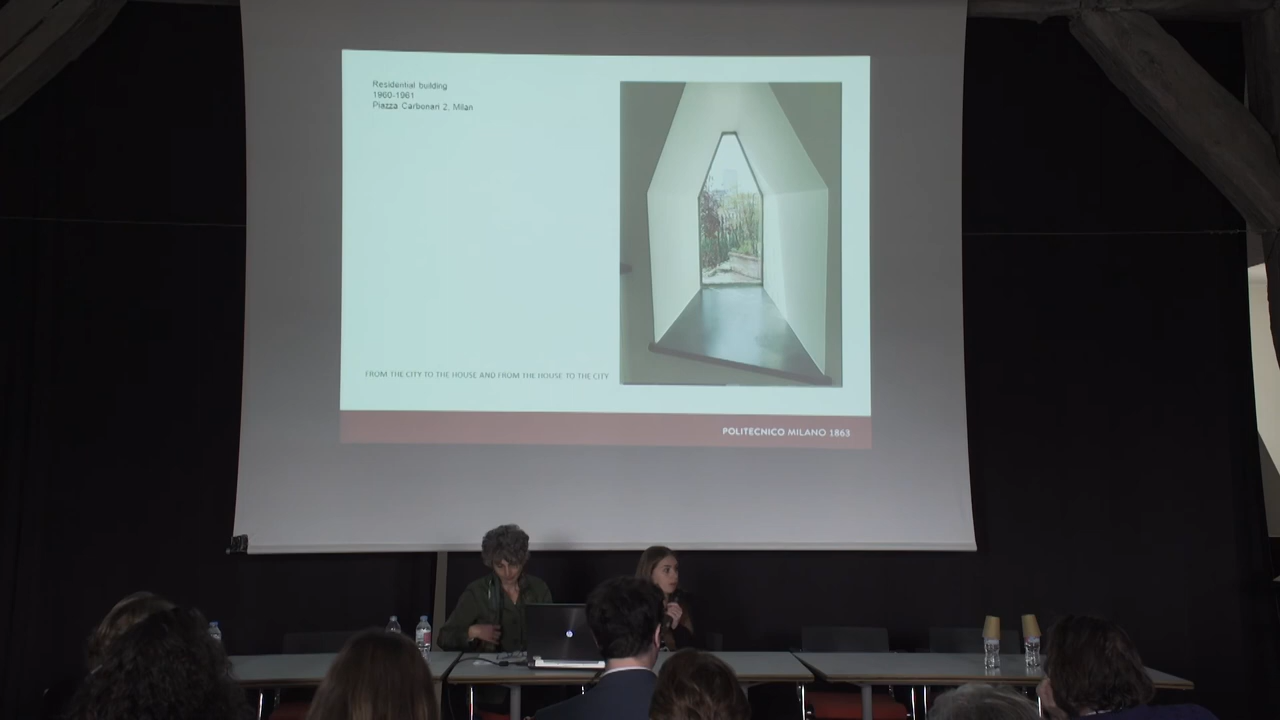 Residential building
1960-1961
Piazza Carbonari 2, Milan
FROM THE CITY TO THE HOUSE AND FROM THE HOUSE TO THE CITY
POLITECNICO MILANO 1863